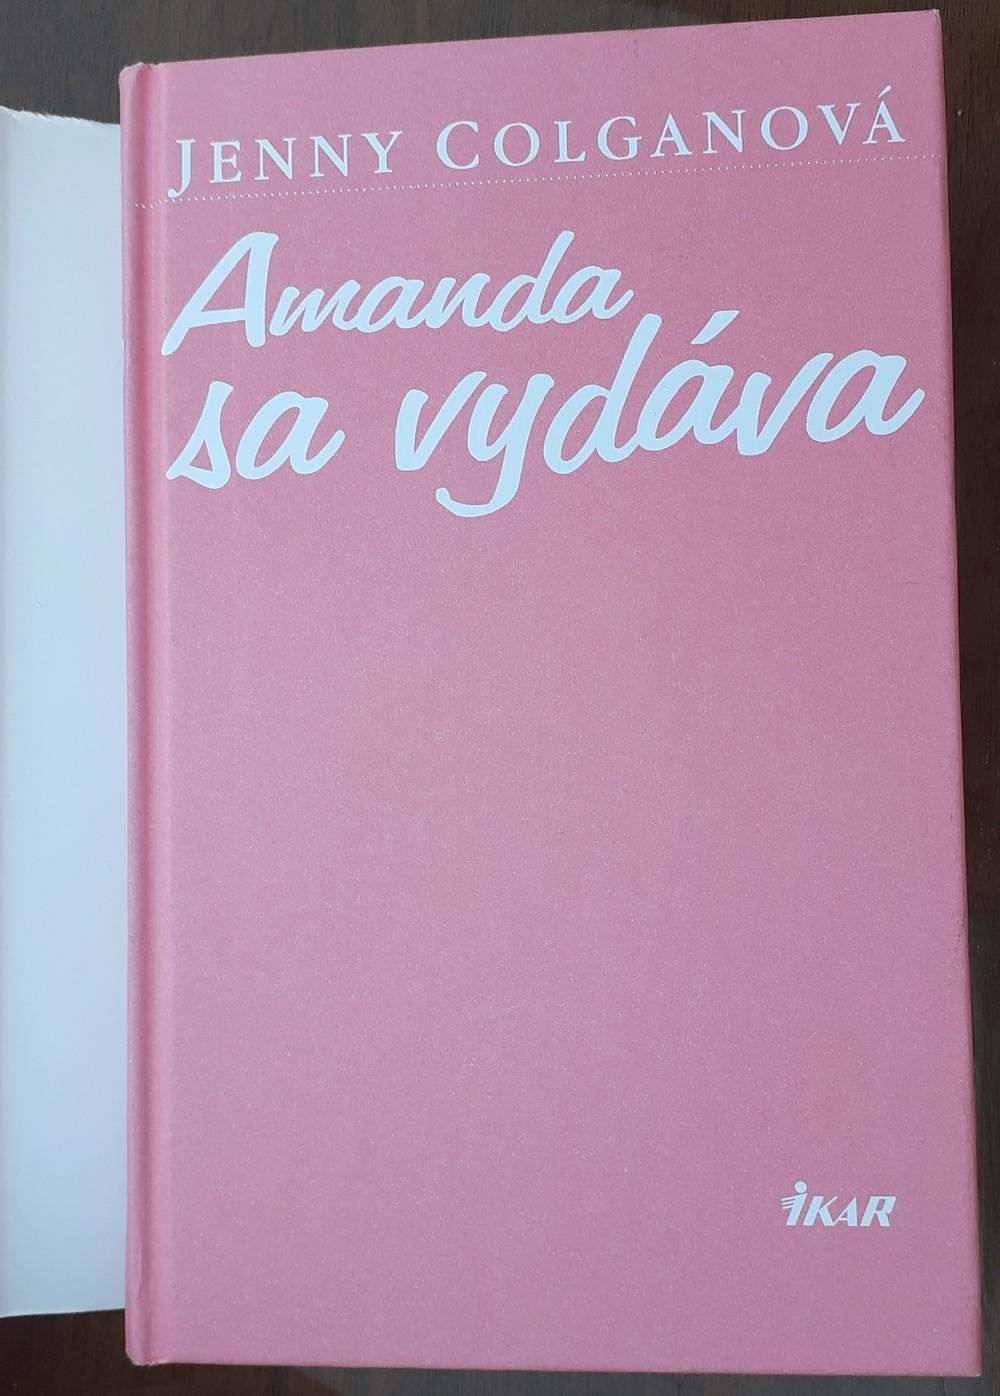 JENNY COLGANOVÁ
Amanda
sa vydáva
IKAR